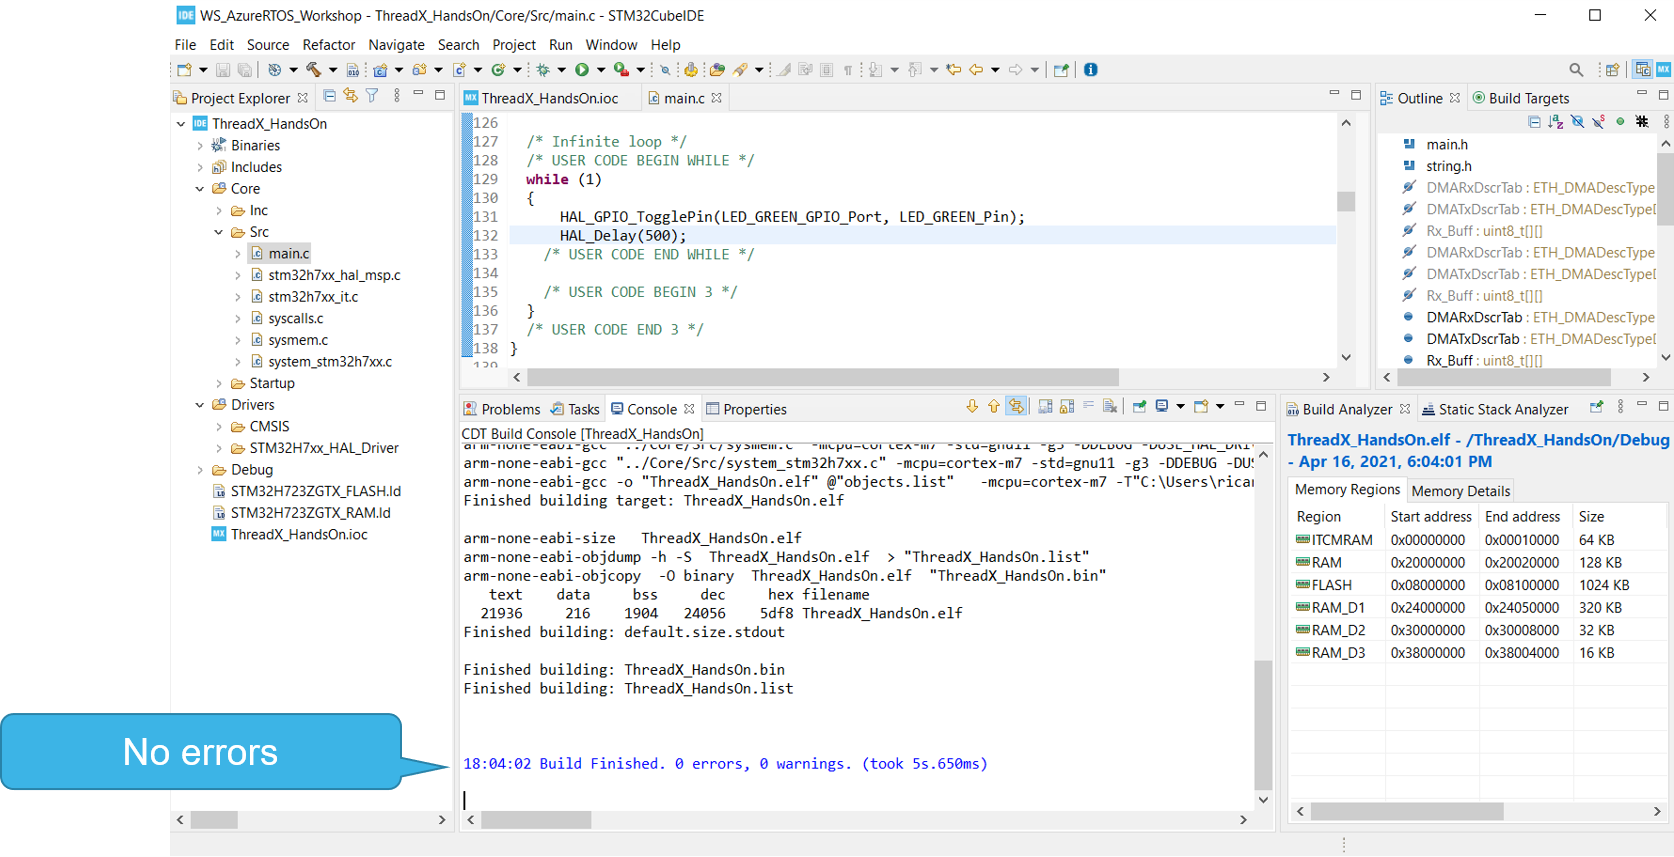 IDE WS_AzureRTOS_Workshop - ThreadX_HandsOn/Core/Src/main.c - STM32CubeIDE
File Edit Source Refactor Navigate Search Project Run Window Help
Project Explorer
IDE ThreadX_HandsOn
Binaries
Includes
Core
Inc
Src
main.c
stm32h7xx_hal_msp.c
stm32h7xx_it.c
syscalls.c
sysmem.c
system_stm32h7xx.c
Startup
Drivers
CMSIS
STM32H7xx_HAL_Driver
Debug
STM32H723ZGTX_FLASH.ld
STM32H723ZGTX_RAM.ld
MX ThreadX_HandsOn.ioc
No errors
MX ThreadX_HandsOn.ioc main.c
126
127 /* Infinite loop */
128 /* USER CODE BEGIN WHILE */
129 while (1)
130 {
131 HAL_GPIO_TogglePin(LED_GREEN_GPIO_Port, LED_GREEN_Pin);
132 HAL_Delay(500);
133 /* USER CODE END WHILE */
134
135 /* USER CODE BEGIN 3 */
136 }
137 /* USER CODE END 3 */
138 }
139
Outline Build Targets
main.h
string.h
DMARxDscrTab : ETH_DMADescType
DMATxDscrTab : ETH_DMADescType
Rx_Buff : uint8_t[][]
DMARxDscrTab : ETH_DMADescType
DMATxDscrTab : ETH_DMADescType
Rx_Buff : uint8_t[][]
DMARxDscrTab : ETH_DMADescType
DMATxDscrTab : ETH_DMADescType
Rx_Buff : uint8_t[][]
Problems Tasks Console Properties
CDT Build Console [ThreadX_HandsOn]
arm-none-eabi-gcc "../Core/Src/sysmem.c" -mcpu=cortex-m7 -std=gnu11 -g3 -DDEBUG -DUSE_HAL_DRI
arm-none-eabi-gcc "../Core/Src/system_stm32h7xx.c" -mcpu=cortex-m7 -std=gnu11 -g3 -DDEBUG -DUS
arm-none-eabi-gcc -o "ThreadX_HandsOn.elf" @"objects.list" -mcpu=cortex-m7 -T"C:\Users\rica
Finished building target: ThreadX_HandsOn.elf
arm-none-eabi-size ThreadX_HandsOn.elf
arm-none-eabi-objdump -h -S ThreadX_HandsOn.elf > "ThreadX_HandsOn.list"
arm-none-eabi-objcopy -O binary ThreadX_HandsOn.elf "ThreadX_HandsOn.bin"
text data bss dec hex filename
21936 216 1904 24056 5df8 ThreadX_HandsOn.elf
Finished building: default.size.stdout
Finished building: ThreadX_HandsOn.bin
Finished building: ThreadX_HandsOn.list
18:04:02 Build Finished. 0 errors, 0 warnings. (took 5s.650ms)
Build Analyzer Static Stack Analyzer
ThreadX_HandsOn.elf - /ThreadX_HandsOn/Debug
- Apr 16, 2021, 6:04:01 PM
Memory Regions Memory Details
Region Start address End address Size
ITCMRAM 0x00000000 0x00010000 64 KB
RAM 0x20000000 0x20020000 128 KB
FLASH 0x08000000 0x08100000 1024 KB
RAM_D1 0x24000000 0x24050000 320 KB
RAM_D2 0x30000000 0x30008000 32 KB
RAM_D3 0x38000000 0x38004000 16 KB